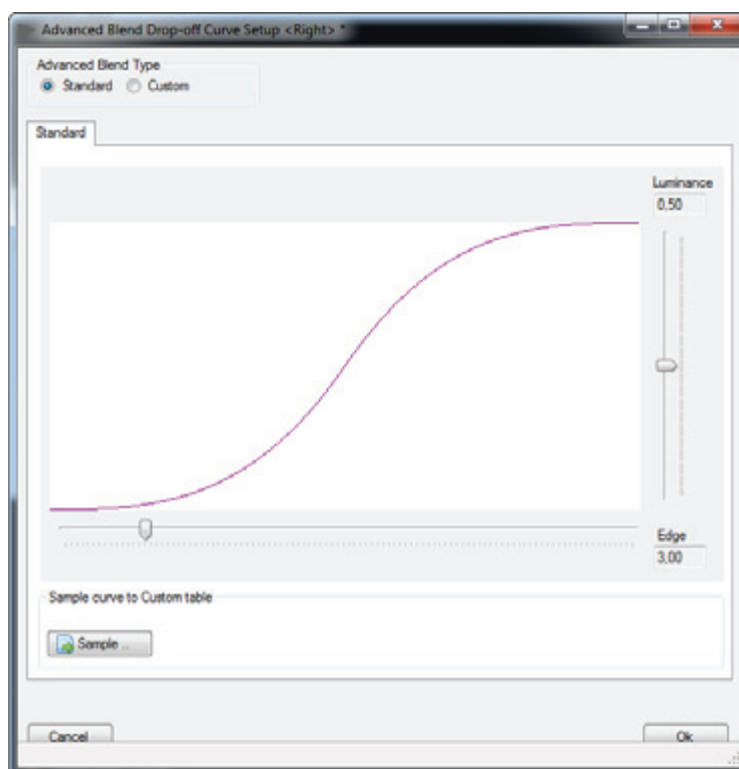 Advanced Blend Drop-off Curve Setup <Right> *
Advanced Blend Type
Standard Custom
Standard
Luminance
0,50
Edge
3,00
Sample curve to Custom table
Sample ..
Cancel Ok